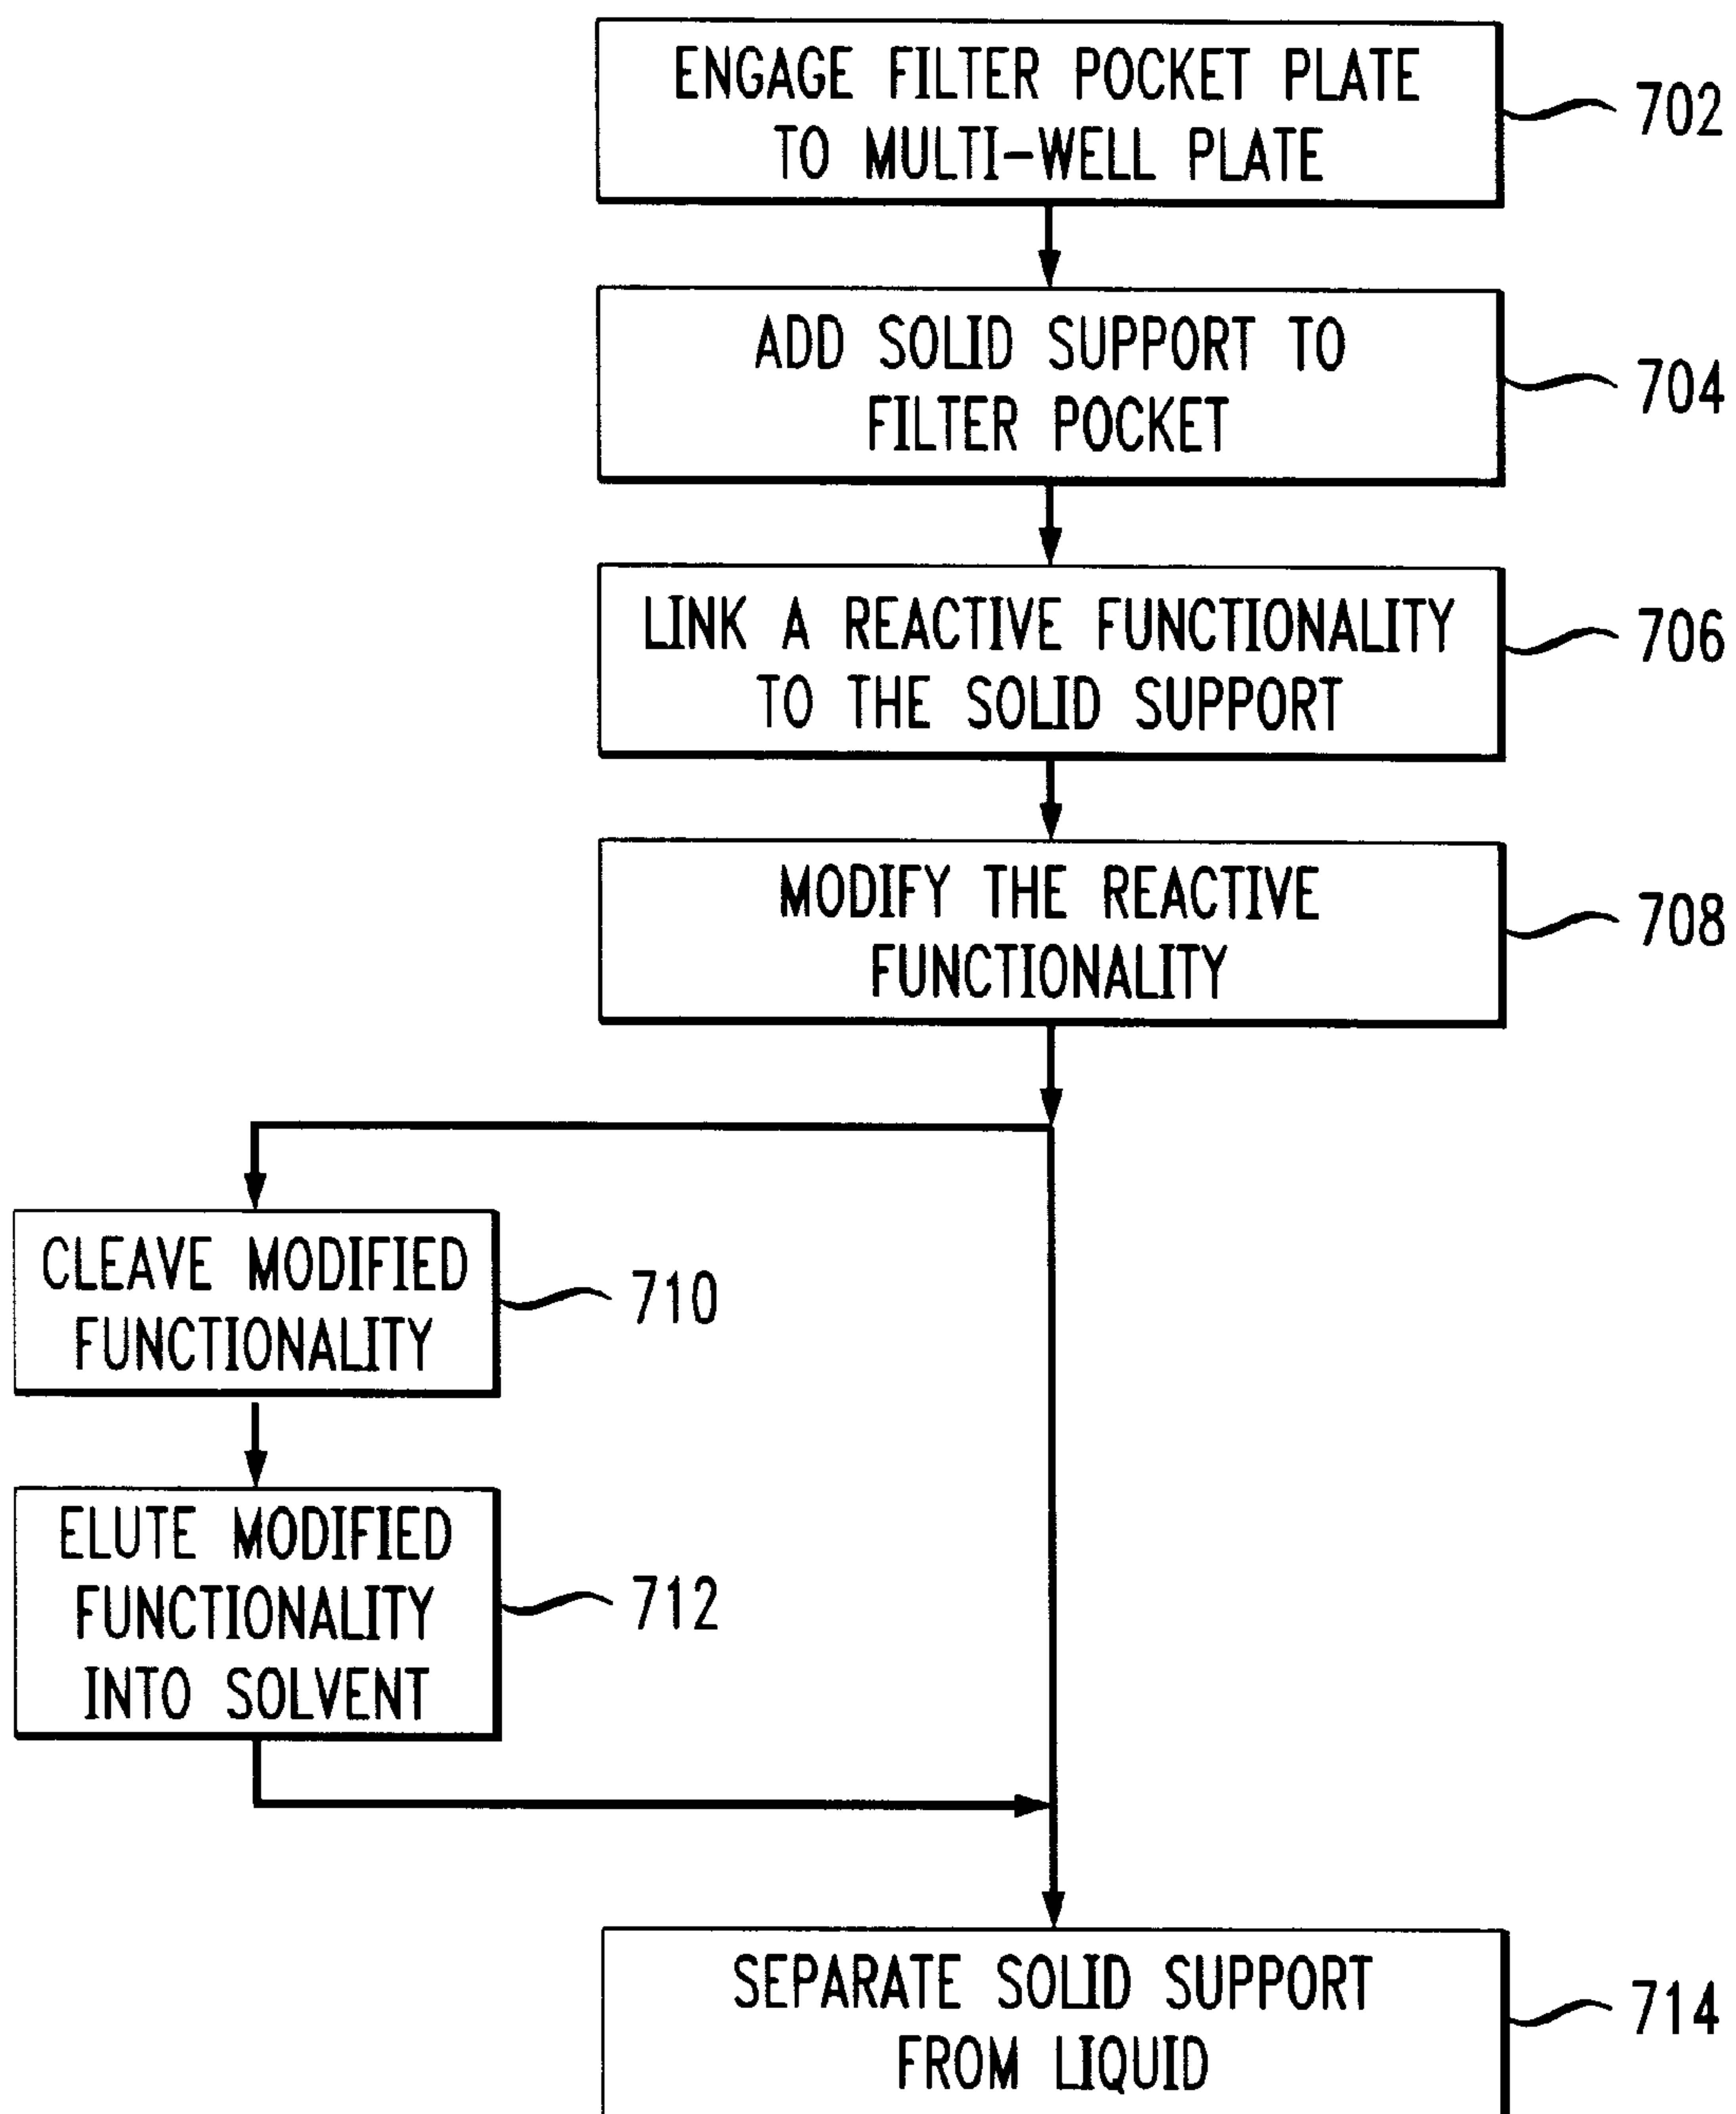 ENGAGE FILTER POCKET PLATE
TO MULTI-WELL PLATE
702
ADD SOLID SUPPORT TO
FILTER POCKET
704
LINK A REACTIVE FUNCTIONALITY
TO THE SOLID SUPPORT
706
MODIFY THE REACTIVE
FUNCTIONALITY
708
CLEAVE MODIFIED
FUNCTIONALITY
710
ELUTE MODIFIED
FUNCTIONALITY
INTO SOLVENT
712
SEPARATE SOLID SUPPORT
FROM LIQUID
714